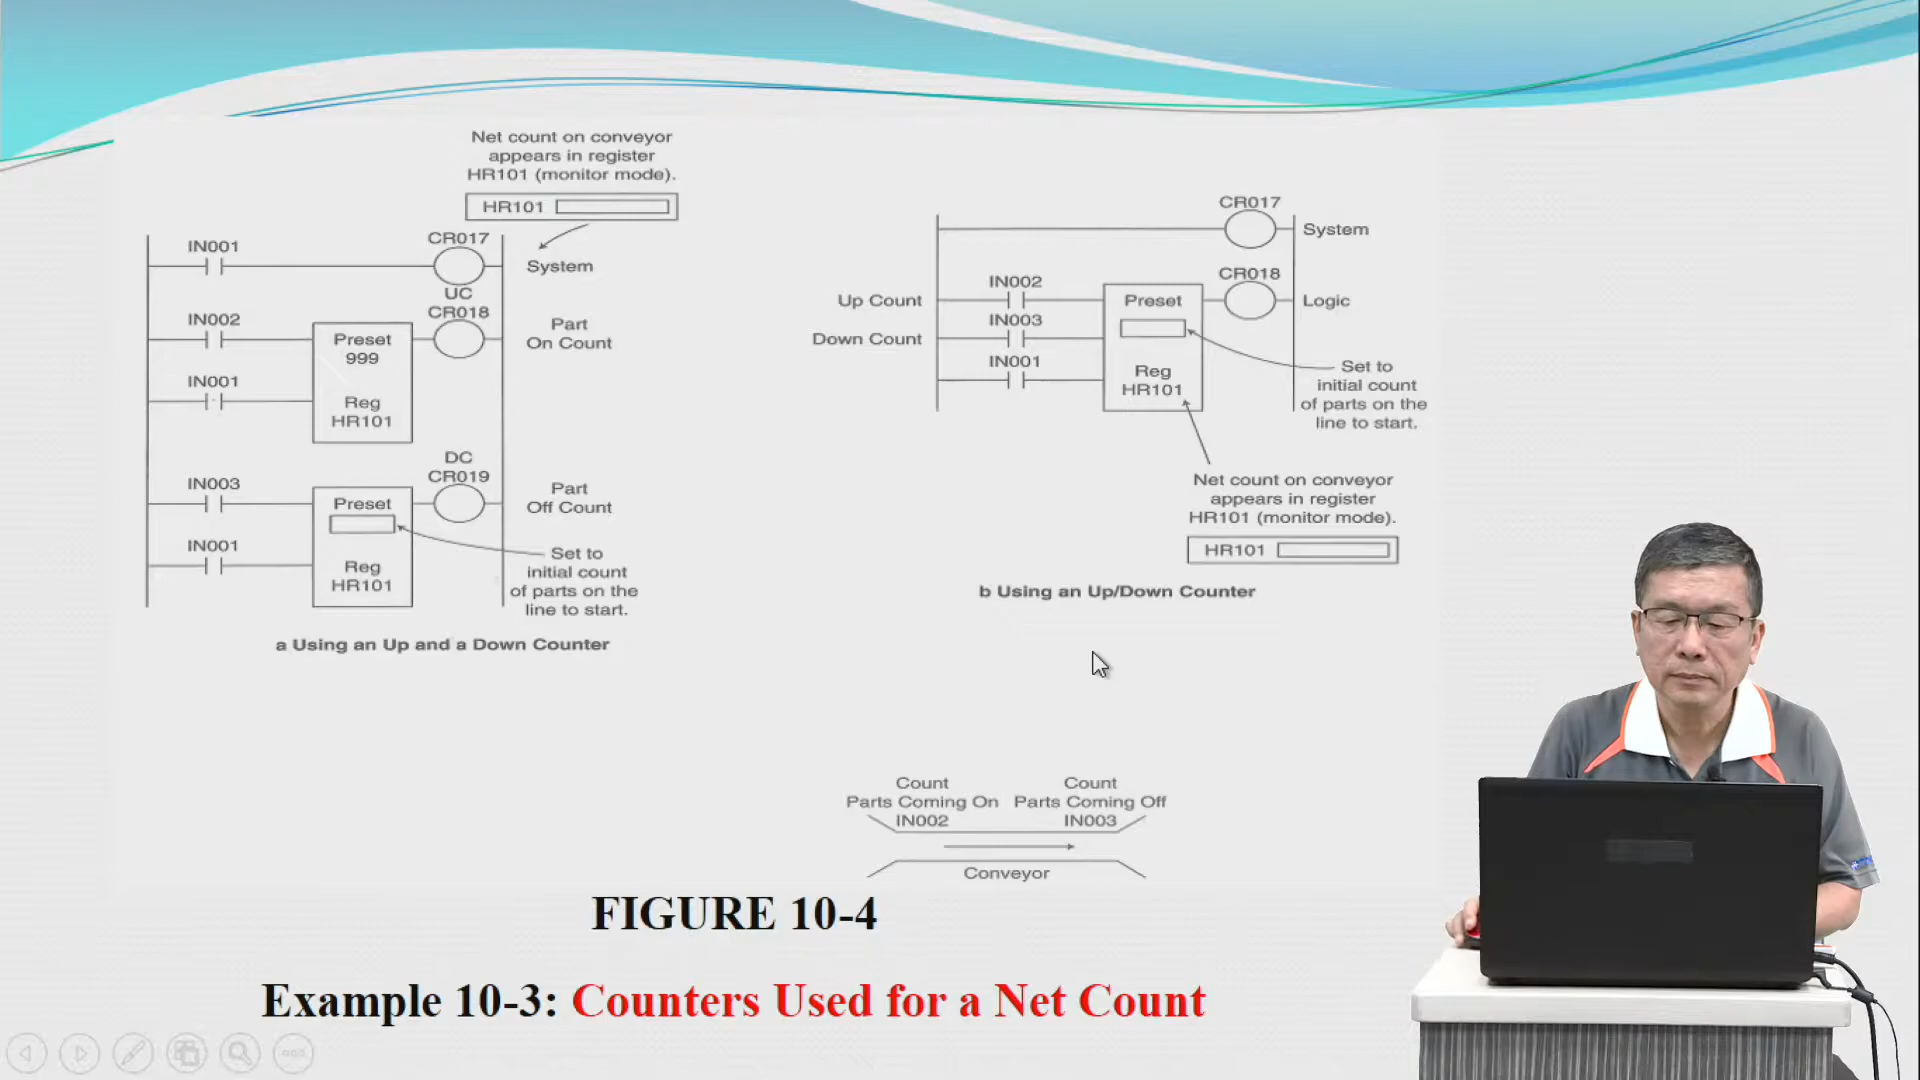 Net count on conveyor
appears in register
HR101 (monitor mode).
HR101
IN001
CR017
System
UC
IN002
CR018
Preset
999
Part
On Count
IN001
Reg
HR101
DC
IN003
CR019
Preset
Part
Off Count
IN001
Reg
HR101
Set to
initial count
of parts on the
line to start.
a Using an Up and a Down Counter
CR017
System
CR018
Up Count
IN002
Preset
Logic
Down Count
IN003
IN001
Reg
HR101
Set to
initial count
of parts on the
line to start.
Net count on conveyor
appears in register
HR101 (monitor mode).
HR101
b Using an Up/Down Counter
Count
Parts Coming On
IN002
Count
Parts Coming Off
IN003
Conveyor
FIGURE 10-4
Example 10-3: Counters Used for a Net Count